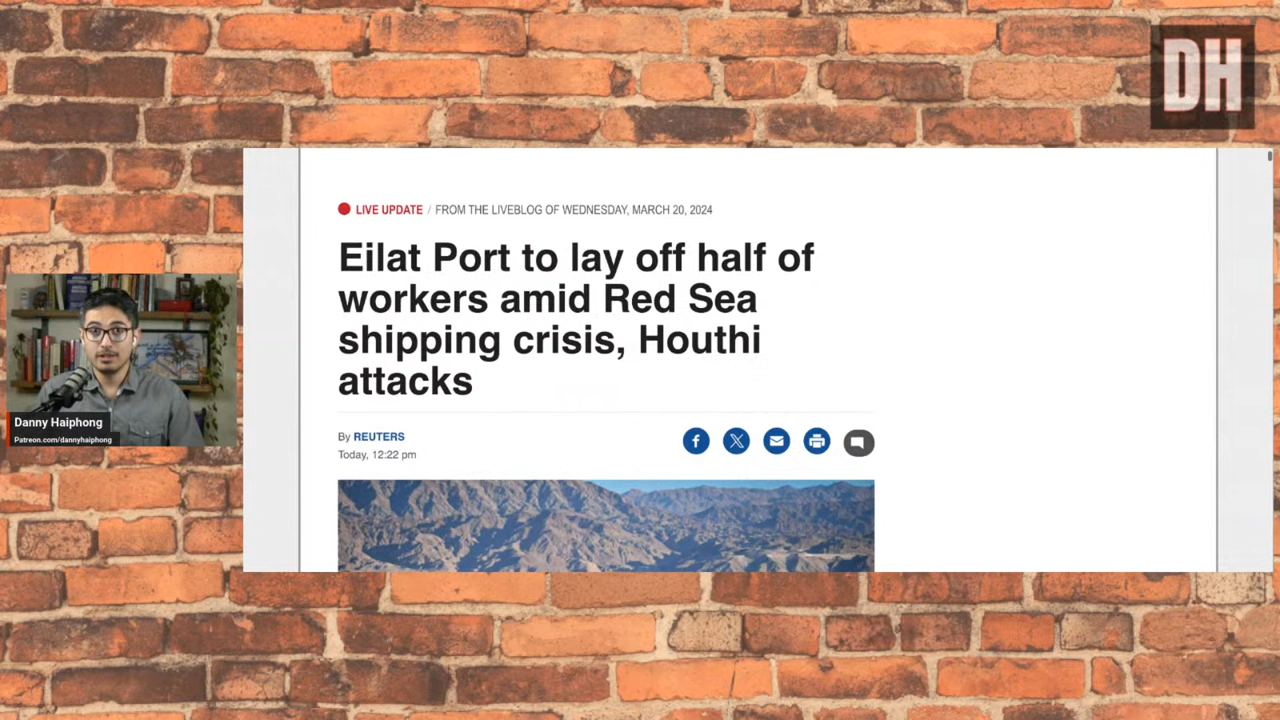 DH
LIVE UPDATE / FROM THE LIVEBLOG OF WEDNESDAY, MARCH 20, 2024
Eilat Port to lay off half of
workers amid Red Sea
shipping crisis, Houthi
attacks
By REUTERS
Today, 12:22 pm
Danny Haiphong
Patreon.com/dannyhaiphong